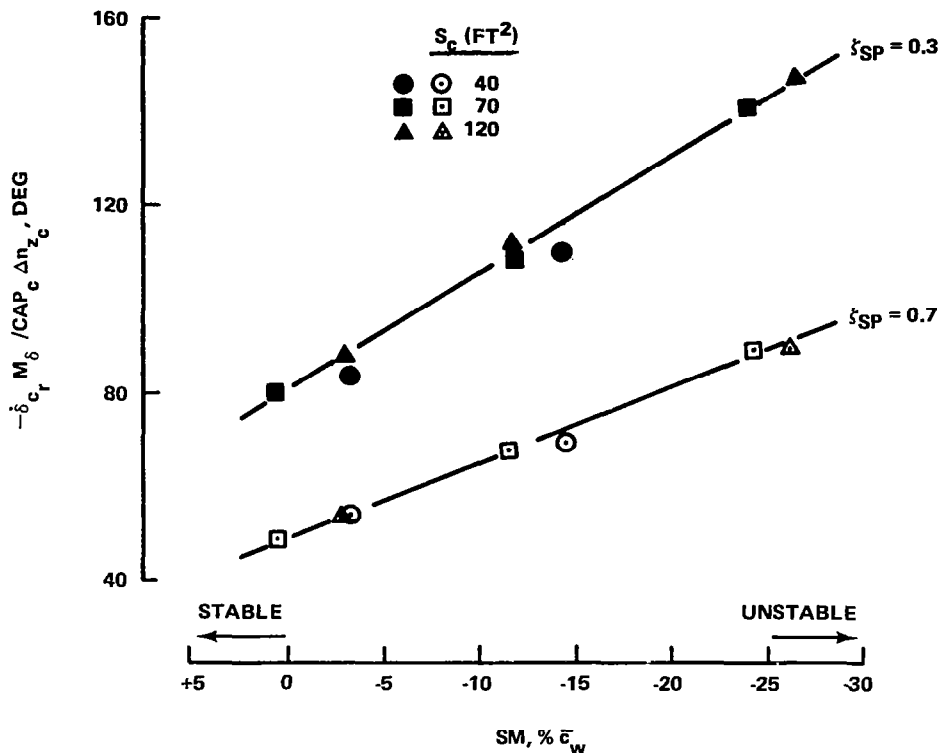 160
120
80
40
-δ̇c_r M_δ /CAP_c Δn_z_c, DEG
S_c (FT²)
40
70
120
ζ_SP = 0.3
ζ_SP = 0.7
STABLE
UNSTABLE
+5 0 -5 -10 -15 -20 -25 -30
SM, % c̄_w